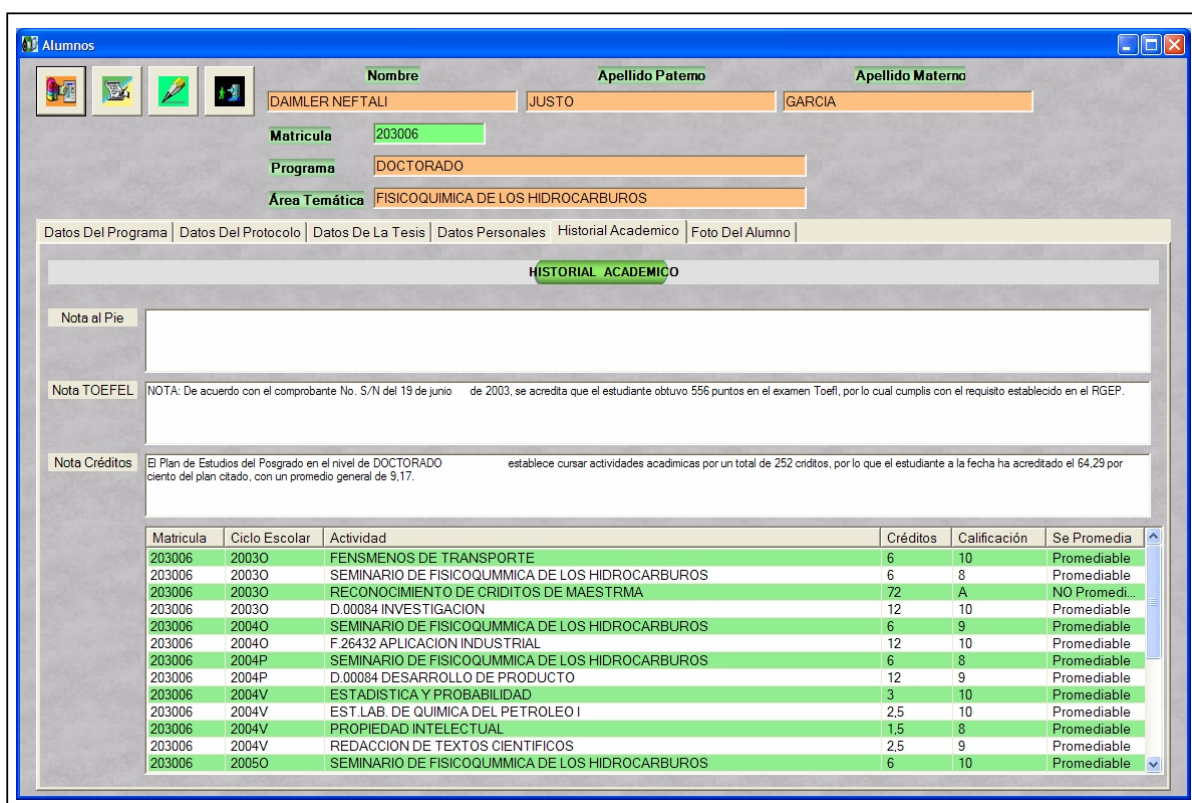 Alumnos
Nombre Apellido Paterno Apellido Materno
DAIMLER NEFTALI JUSTO GARCIA
Matricula 203006
Programa DOCTORADO
Área Temática FISICOQUIMICA DE LOS HIDROCARBUROS
Datos Del Programa Datos Del Protocolo Datos De La Tesis Datos Personales Historial Academico Foto Del Alumno
HISTORIAL ACADEMICO
Nota al Pie
Nota TOEFEL NOTA: De acuerdo con el comprobante No. S/N del 19 de junio de 2003, se acredita que el estudiante obtuvo 556 puntos en el examen Toefl, por lo cual cumplis con el requisito establecido en el RGEP.
Nota Créditos El Plan de Estudios del Posgrado en el nivel de DOCTORADO establece cursar actividades acadimicas por un total de 252 criditos, por lo que el estudiante a la fecha ha acreditado el 64,29 por
ciento del plan citado, con un promedio general de 9,17.
Matricula Ciclo Escolar Actividad Créditos Calificación Se Promedia
203006 2003O FENSMENOS DE TRANSPORTE 6 10 Promediable
203006 2003O SEMINARIO DE FISICOQUMMICA DE LOS HIDROCARBUROS 6 8 Promediable
203006 2003O RECONOCIMIENTO DE CRIDITOS DE MAESTRMA 72 A NO Promedi...
203006 2003O D.00084 INVESTIGACION 12 10 Promediable
203006 2004O SEMINARIO DE FISICOQUMMICA DE LOS HIDROCARBUROS 6 9 Promediable
203006 2004O F.26432 APLICACION INDUSTRIAL 12 10 Promediable
203006 2004P SEMINARIO DE FISICOQUMMICA DE LOS HIDROCARBUROS 6 8 Promediable
203006 2004P D.00084 DESARROLLO DE PRODUCTO 12 9 Promediable
203006 2004V ESTADISTICA Y PROBABILIDAD 3 10 Promediable
203006 2004V EST.LAB. DE QUIMICA DEL PETROLEO I 2,5 10 Promediable
203006 2004V PROPIEDAD INTELECTUAL 1,5 8 Promediable
203006 2004V REDACCION DE TEXTOS CIENTIFICOS 2,5 9 Promediable
203006 2005O SEMINARIO DE FISICOQUMMICA DE LOS HIDROCARBUROS 6 10 Promediable